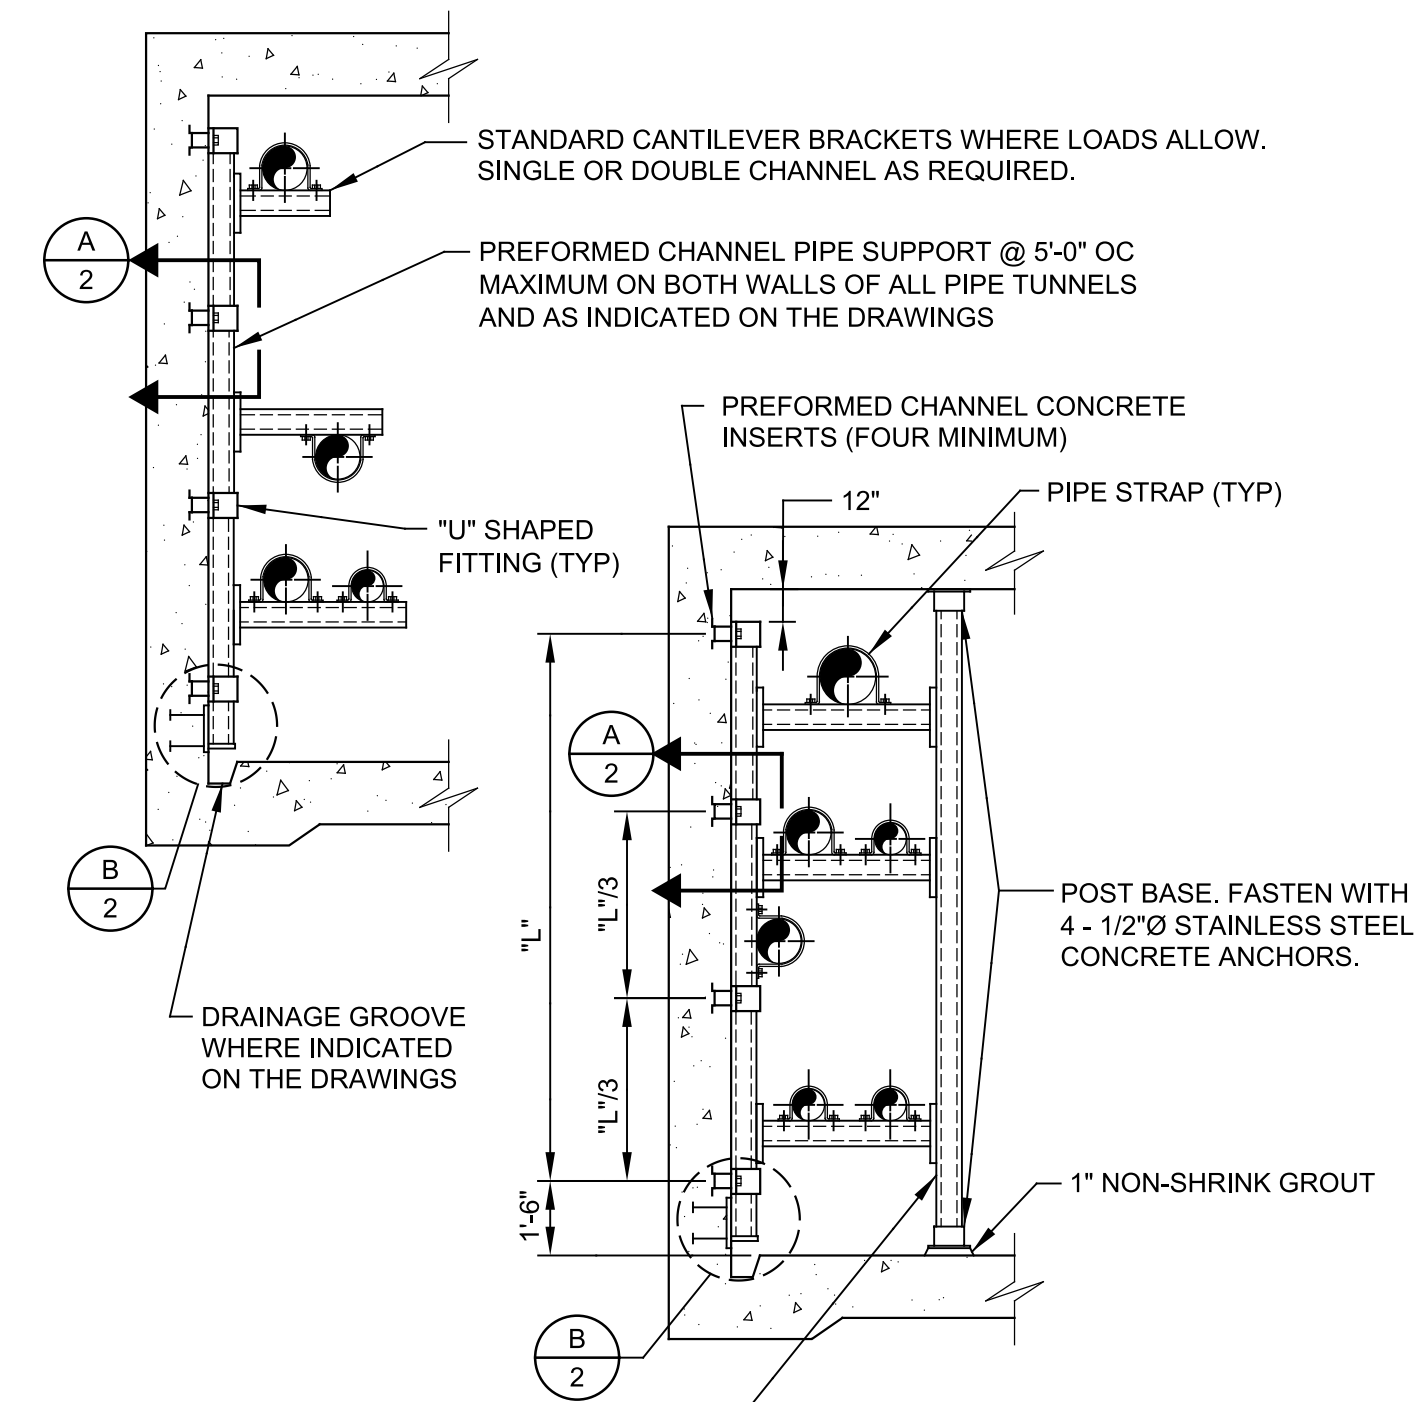 STANDARD CANTILEVER BRACKETS WHERE LOADS ALLOW.
SINGLE OR DOUBLE CHANNEL AS REQUIRED.
A
2
PREFORMED CHANNEL PIPE SUPPORT @ 5'-0" OC
MAXIMUM ON BOTH WALLS OF ALL PIPE TUNNELS
AND AS INDICATED ON THE DRAWINGS
PREFORMED CHANNEL CONCRETE
INSERTS (FOUR MINIMUM)
12"
PIPE STRAP (TYP)
"U" SHAPED
FITTING (TYP)
A
2
B
2
"L"
"L"/3
"L"/3
1'-6"
POST BASE. FASTEN WITH
4 - 1/2"Ø STAINLESS STEEL
CONCRETE ANCHORS.
DRAINAGE GROOVE
WHERE INDICATED
ON THE DRAWINGS
1" NON-SHRINK GROUT
B
2